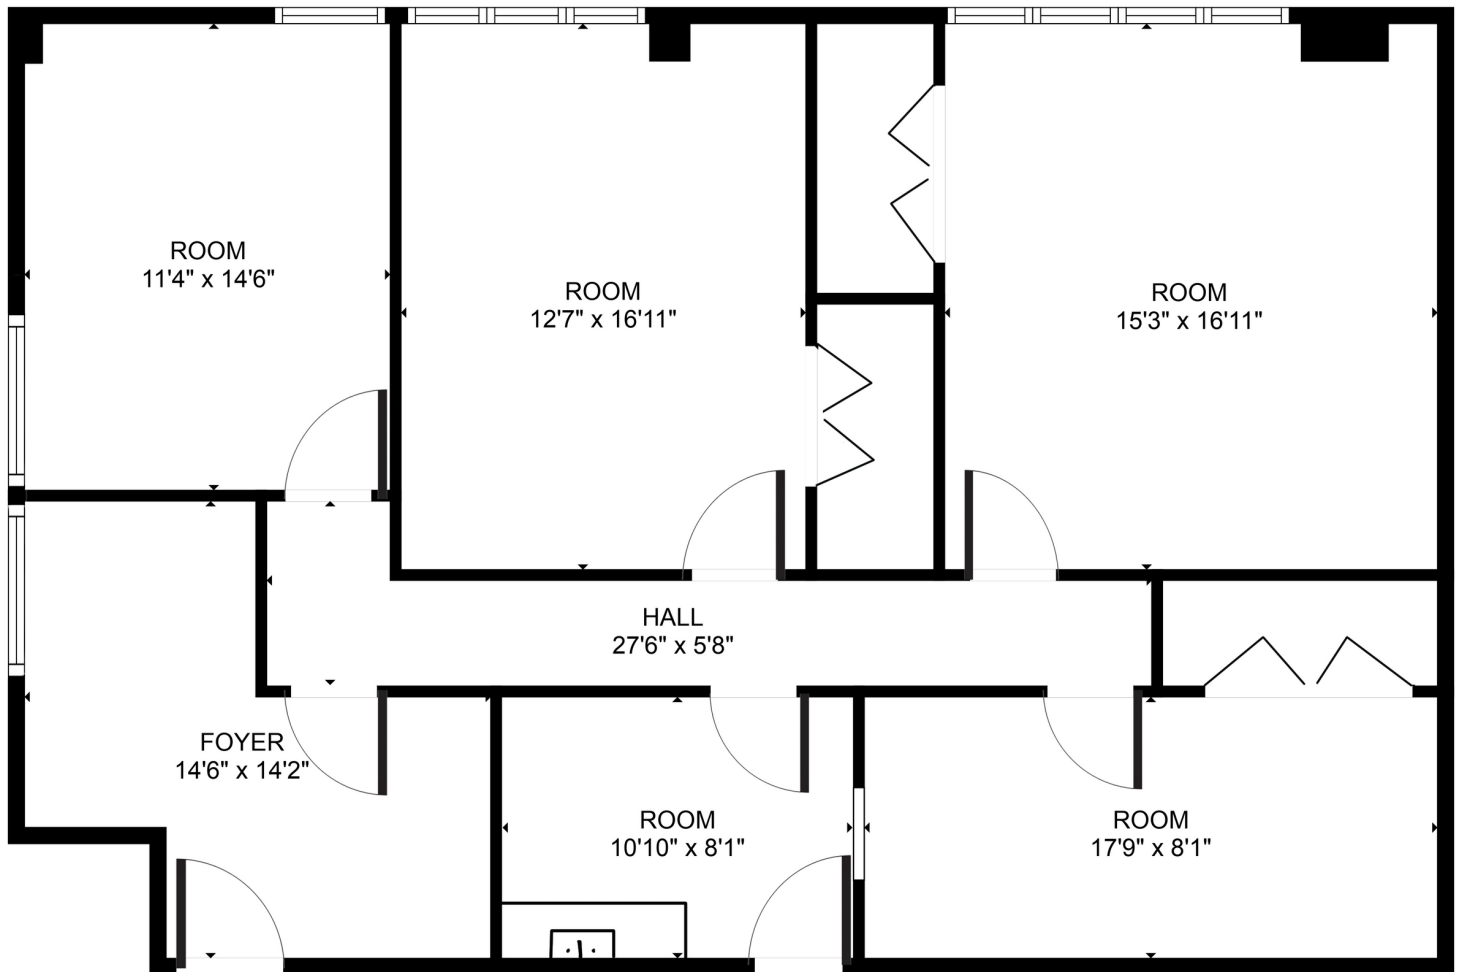 ROOM
11'4" x 14'6"
ROOM
12'7" x 16'11"
ROOM
15'3" x 16'11"
HALL
27'6" x 5'8"
FOYER
14'6" x 14'2"
ROOM
10'10" x 8'1"
ROOM
17'9" x 8'1"